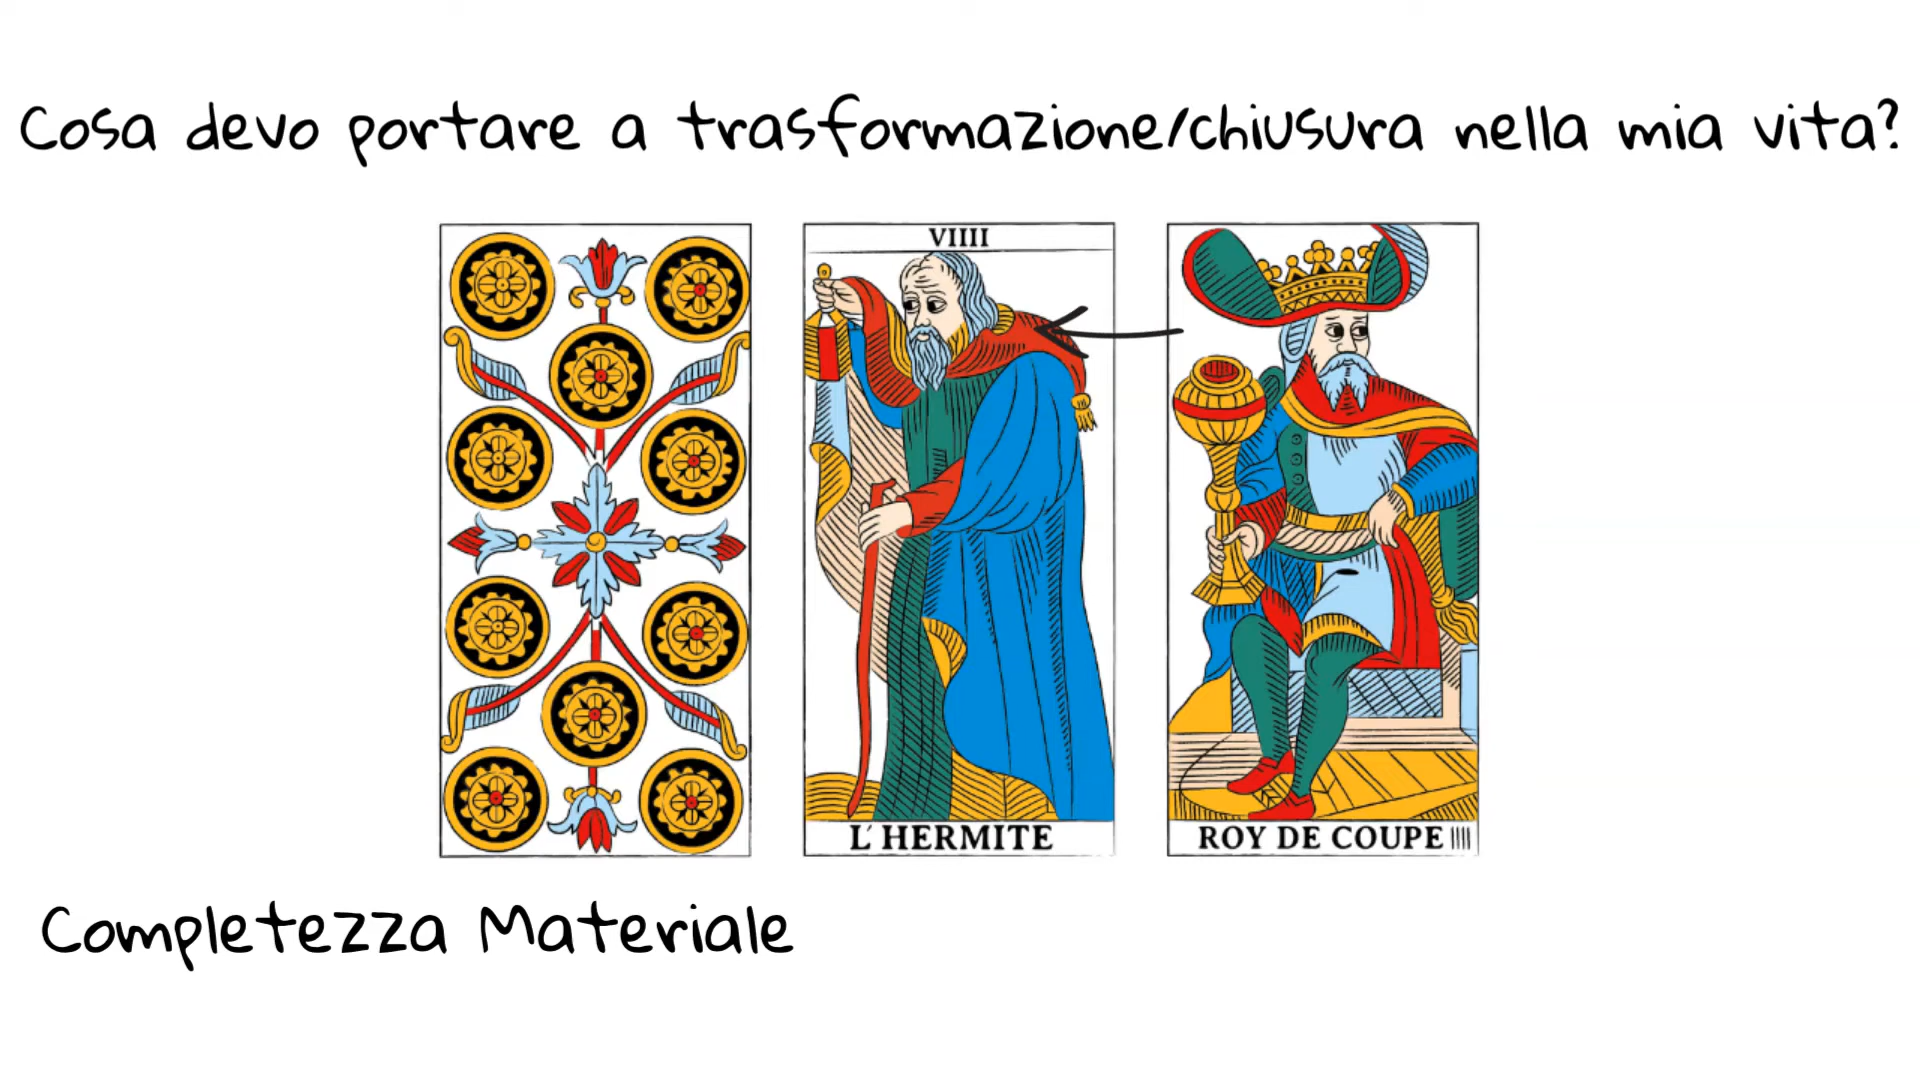 Cosa devo portare a trasformazione/chiusura nella mia vita?
VIIII
L'HERMITE
ROY DE COUPE IIII
Completezza Materiale